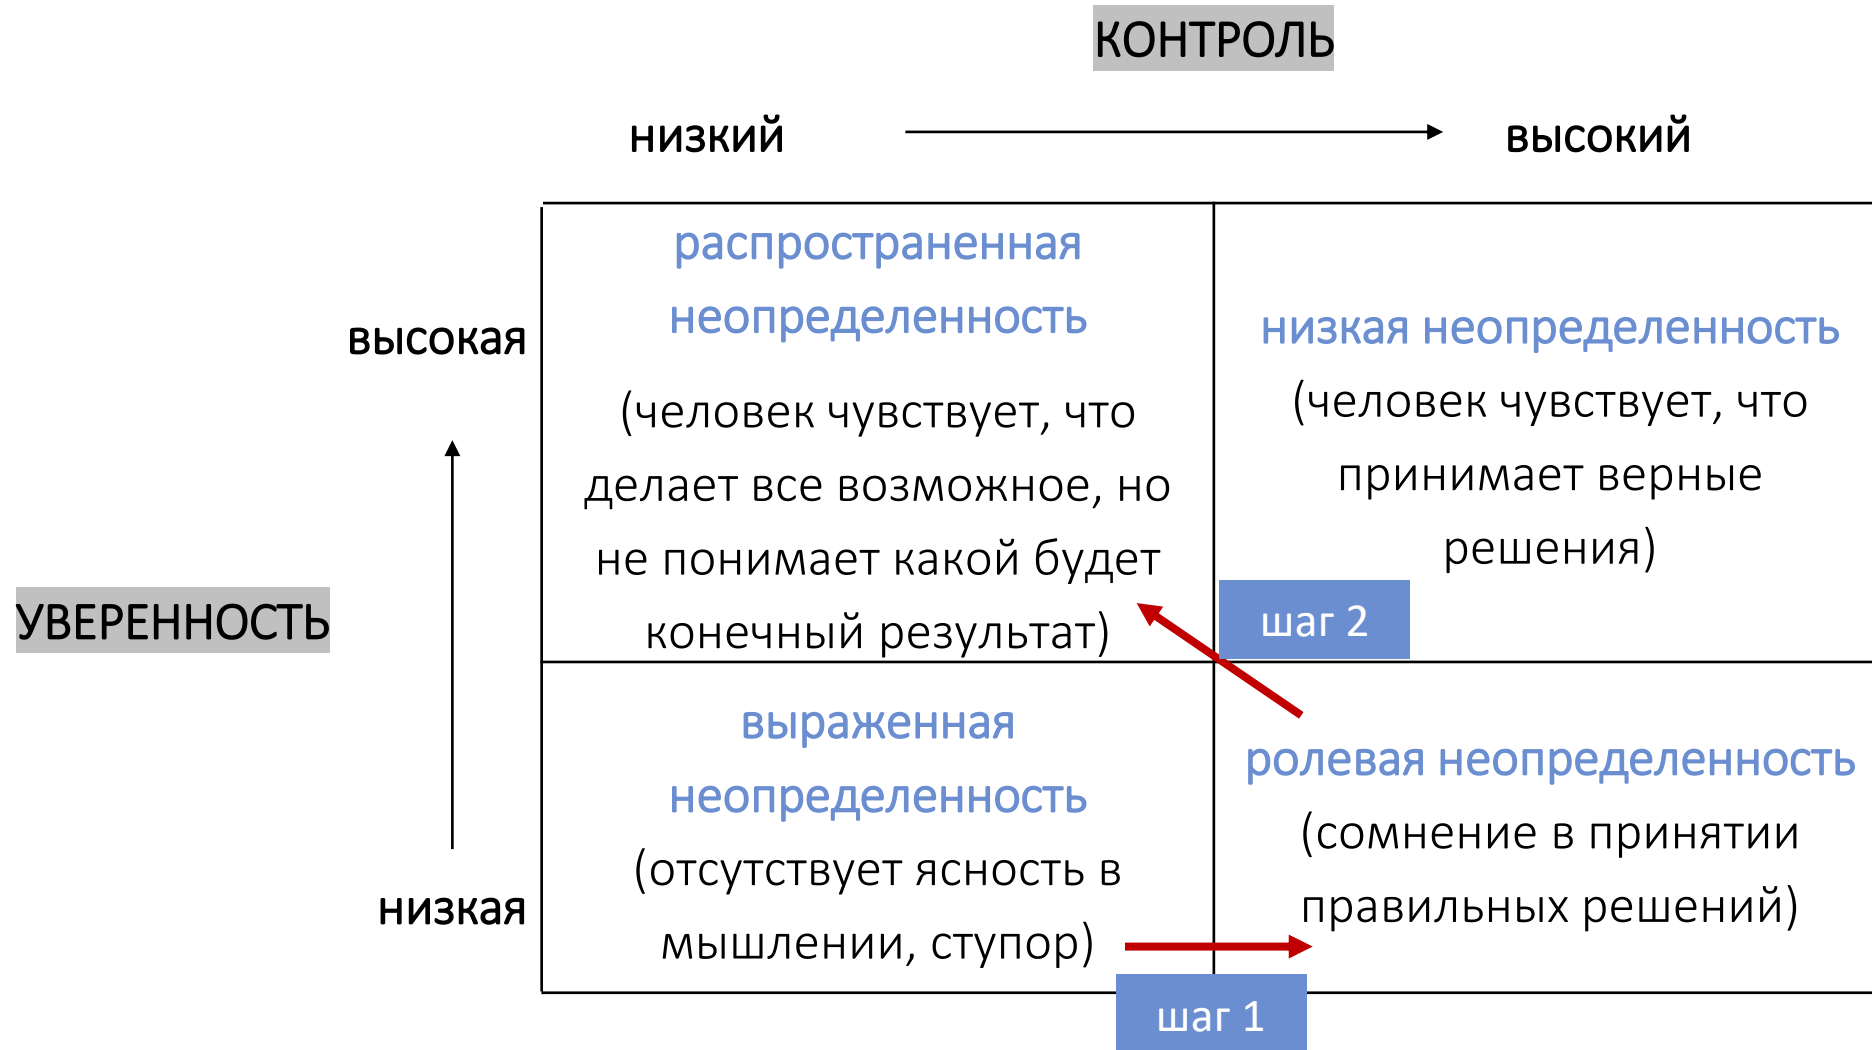 КОНТРОЛЬ
низкий
высокий
распространенная
неопределенность
(человек чувствует, что
делает все возможное, но
не понимает какой будет
конечный результат)
низкая неопределенность
(человек чувствует, что
принимает верные
решения)
высокая
УВЕРЕННОСТЬ
шаг 2
выраженная
неопределенность
(отсутствует ясность в
мышлении, ступор)
ролевая неопределенность
(сомнение в принятии
правильных решений)
низкая
шаг 1